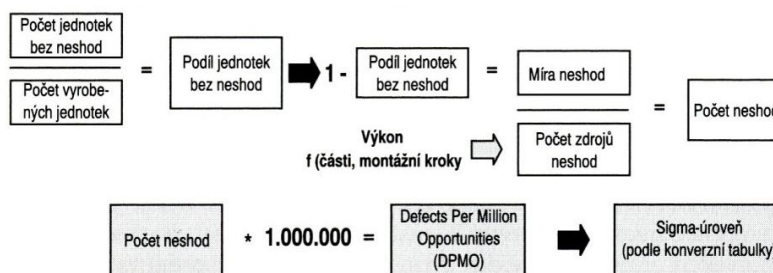 Počet jednotek
bez neshod
Počet vyrobe-
ných jednotek
=
Podíl jednotek
bez neshod
1 -
Podíl jednotek
bez neshod
=
Míra neshod
Výkon
f (části, montážní kroky
Počet zdrojů
neshod
=
Počet neshod
Počet neshod
* 1.000.000 =
Defects Per Million
Opportunities
(DPMO)
Sigma-úroveň
(podle konverzní tabulky